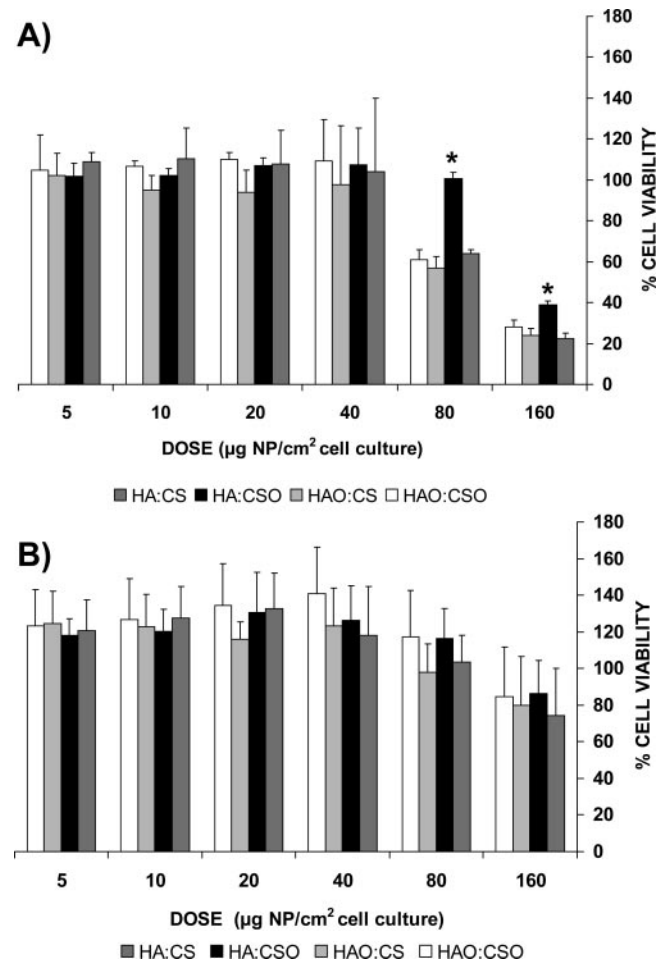 A)
180
160
140
120
100
80
60
40
20
0
% CELL VIABILITY
*
*
5 10 20 40 80 160
DOSE (µg NP/cm² cell culture)
HA:CS HA:CSO HAO:CS HAO:CSO
B)
180
160
140
120
100
80
60
40
20
0
% CELL VIABILITY
5 10 20 40 80 160
DOSE (µg NP/cm² cell culture)
HA:CS HA:CSO HAO:CS HAO:CSO